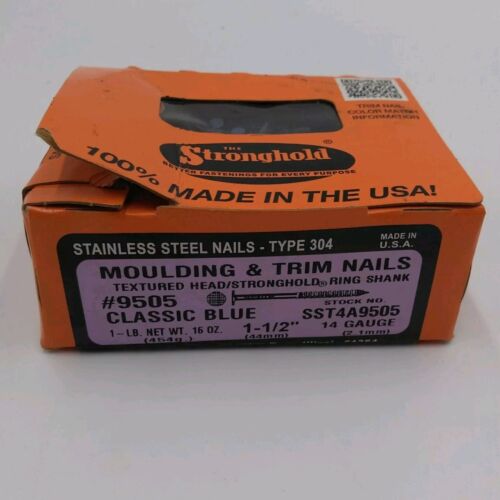 TRIM NAIL
COLOR MATCH
INFORMATION
THE
Stronghold®
BETTER FASTENINGS FOR EVERY PURPOSE
100% MADE IN THE USA!
STAINLESS STEEL NAILS - TYPE 304
MADE IN
U.S.A.
MOULDING & TRIM NAILS
TEXTURED HEAD/STRONGHOLD® RING SHANK
#9505
CLASSIC BLUE
STOCK NO.
SST4A9505
1-LB. NET WT. 16 OZ.
(454g)
1-1/2"
(44mm)
14 GAUGE
(2.1mm)